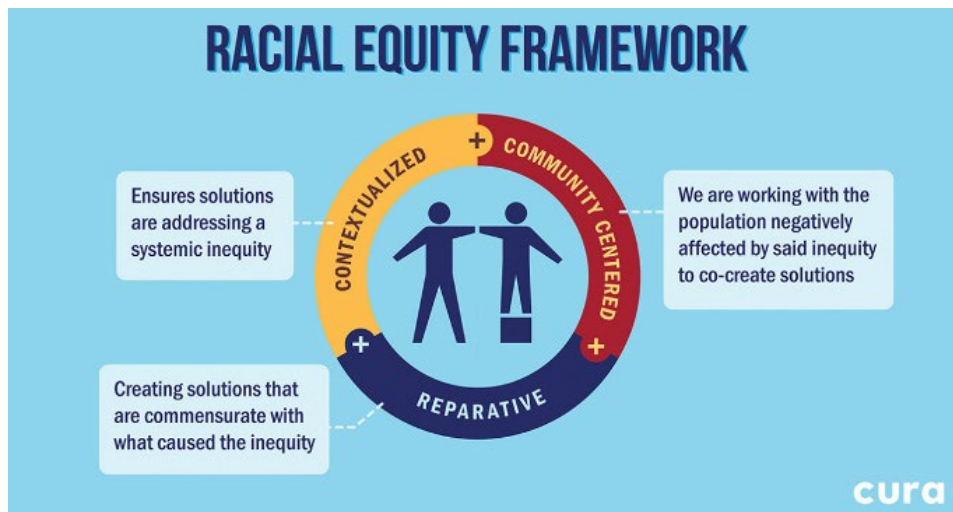 RACIAL EQUITY FRAMEWORK
CONTEXTUALIZED
+
COMMUNITY CENTERED
+
REPARATIVE
+
Ensures solutions
are addressing a
systemic inequity
We are working with the
population negatively
affected by said inequity
to co-create solutions
Creating solutions that
are commensurate with
what caused the inequity
cura